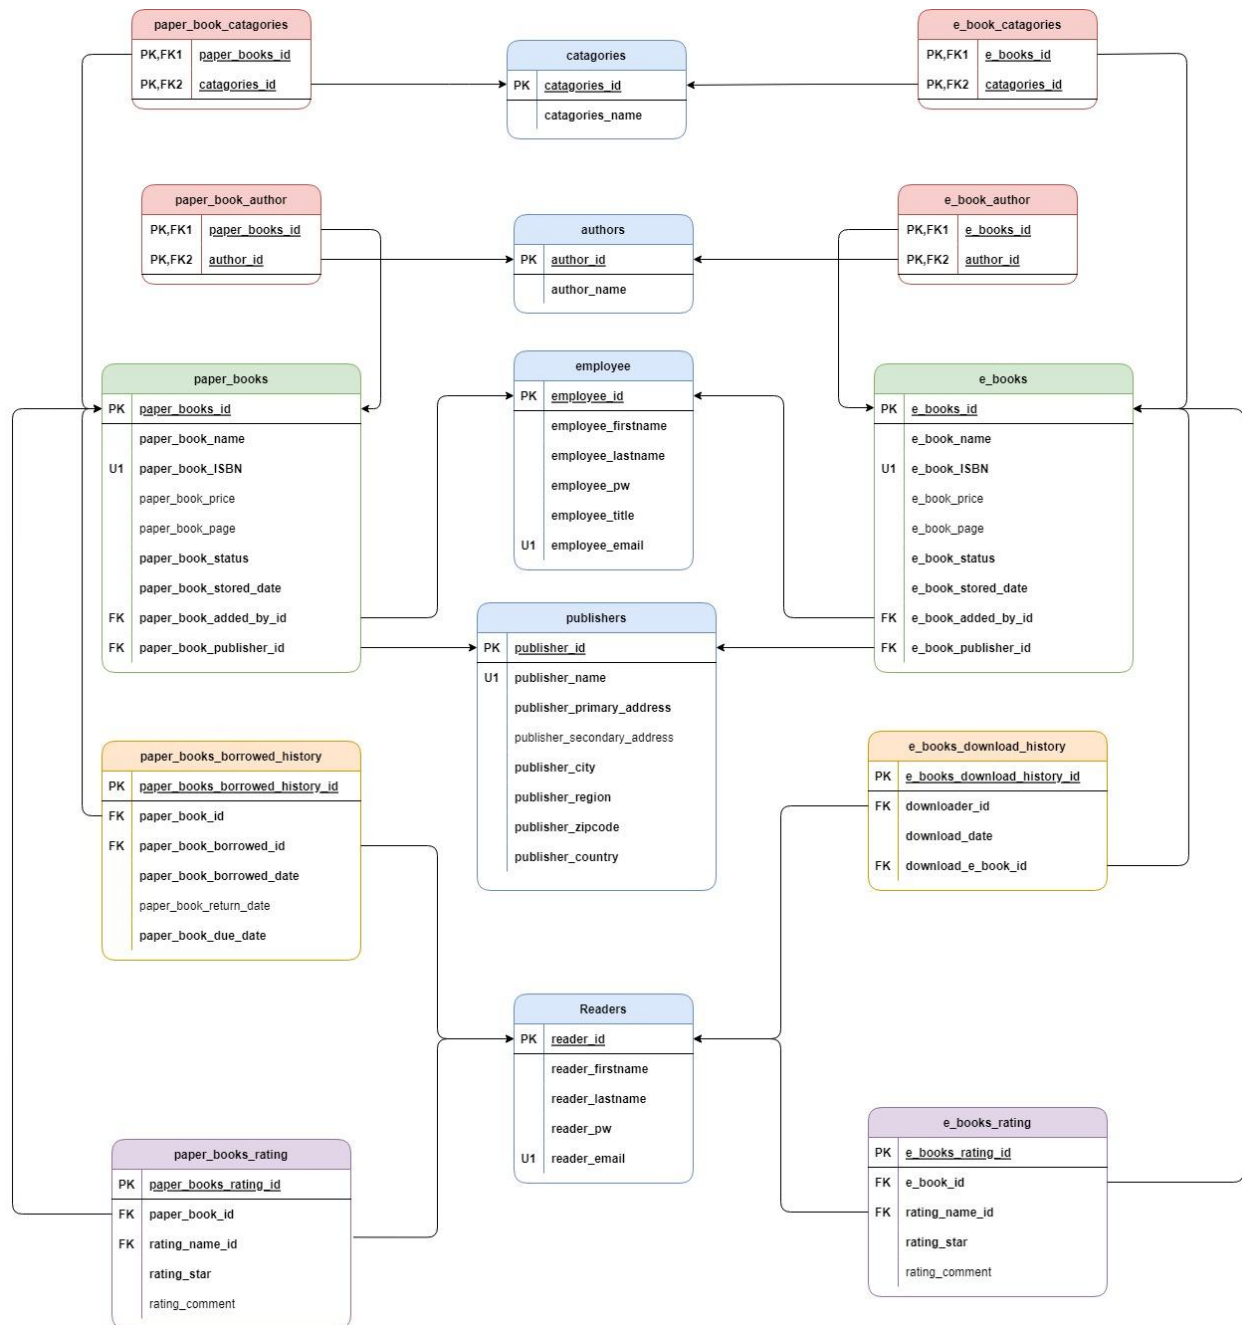 paper_book_catagories
PK,FK1 paper_books_id
PK,FK2 catagories_id
catagories
PK catagories_id
catagories_name
e_book_catagories
PK,FK1 e_books_id
PK,FK2 catagories_id
paper_book_author
PK,FK1 paper_books_id
PK,FK2 author_id
authors
PK author_id
author_name
e_book_author
PK,FK1 e_books_id
PK,FK2 author_id
paper_books
PK paper_books_id
paper_book_name
U1 paper_book_ISBN
paper_book_price
paper_book_page
paper_book_status
paper_book_stored_date
FK paper_book_added_by_id
FK paper_book_publisher_id
employee
PK employee_id
employee_firstname
employee_lastname
employee_pw
employee_title
U1 employee_email
e_books
PK e_books_id
e_book_name
U1 e_book_ISBN
e_book_price
e_book_page
e_book_status
e_book_stored_date
FK e_book_added_by_id
FK e_book_publisher_id
publishers
PK publisher_id
U1 publisher_name
publisher_primary_address
publisher_secondary_address
publisher_city
publisher_region
publisher_zipcode
publisher_country
paper_books_borrowed_history
PK paper_books_borrowed_history_id
FK paper_book_id
FK paper_book_borrowed_id
paper_book_borrowed_date
paper_book_return_date
paper_book_due_date
e_books_download_history
PK e_books_download_history_id
FK downloader_id
download_date
FK download_e_book_id
Readers
PK reader_id
reader_firstname
reader_lastname
reader_pw
U1 reader_email
paper_books_rating
PK paper_books_rating_id
FK paper_book_id
FK rating_name_id
rating_star
rating_comment
e_books_rating
PK e_books_rating_id
FK e_book_id
FK rating_name_id
rating_star
rating_comment